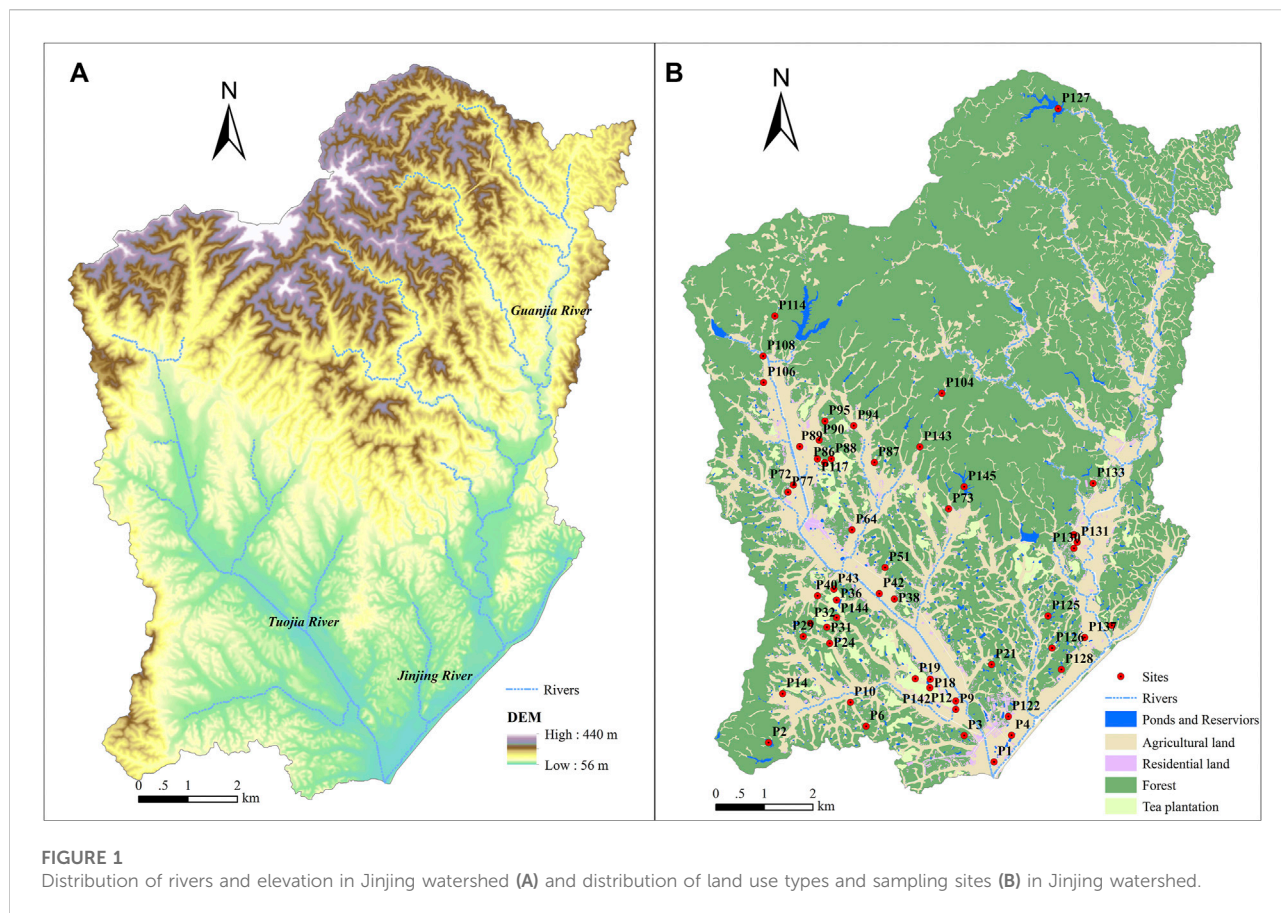 A
N
Guanjia River
Tuojia River
Jinjing River
Rivers
DEM
High : 440 m
Low : 56 m
0 .5 1 2
km
B
N
P127
P114
P108
P106
P104
P95
P94
P90
P89
P143
P86 P88
P87
P117
P72
P77
P145
P133
P73
P64
P131
P130
P51
P43
P40
P42
P36
P38
P144
P32
P125
P31
P29
P137
P24
P126
P21
P128
P19
P18
P14
P10
P142 P12 P9
P122
P6
P3
P4
P2
P1
Sites
Rivers
Ponds and Reserviors
Agricultural land
Residential land
Forest
Tea plantation
0 .5 1 2
km
FIGURE 1
Distribution of rivers and elevation in Jinjing watershed (A) and distribution of land use types and sampling sites (B) in Jinjing watershed.